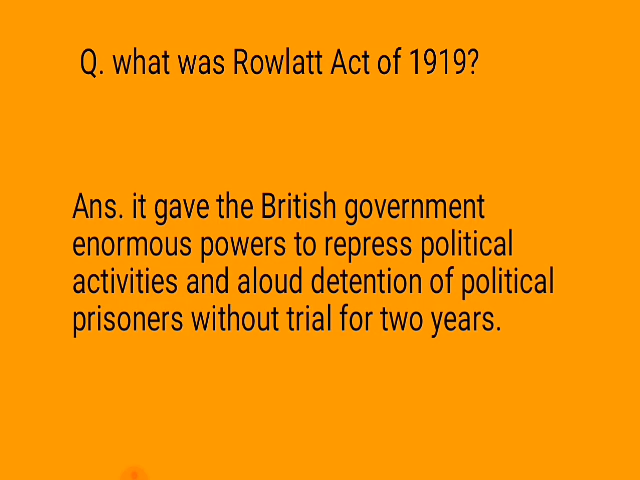 Q. what was Rowlatt Act of 1919?
Ans. it gave the British government
enormous powers to repress political
activities and aloud detention of political
prisoners without trial for two years.